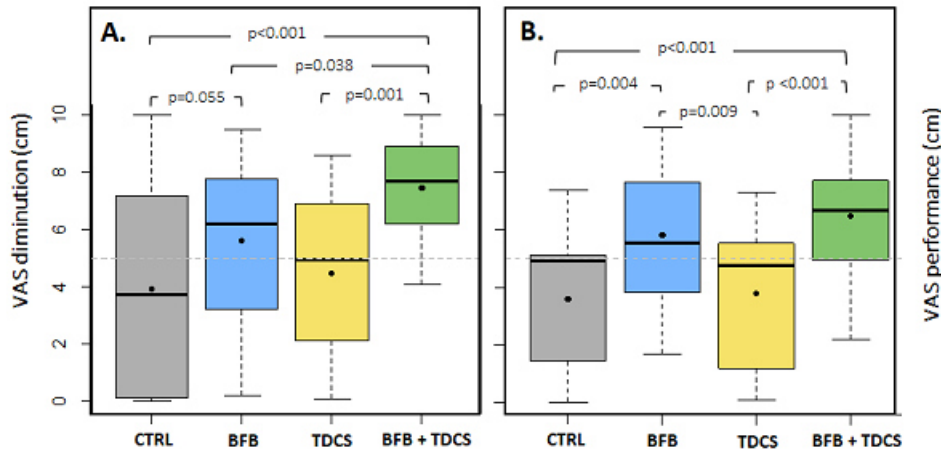 A.
p<0.001
p=0.038
p=0.055
p=0.001
VAS diminution (cm)
10
8
6
4
2
0
CTRL
BFB
TDCS
BFB + TDCS
B.
p<0.001
p=0.004
p <0.001
p=0.009
VAS performance (cm)
CTRL
BFB
TDCS
BFB + TDCS